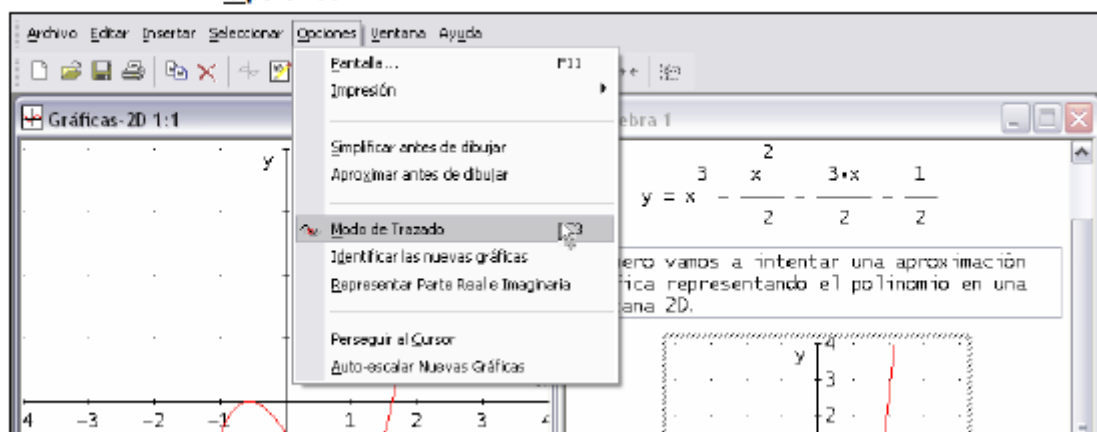 Archivo Editar Insertar Seleccionar Opciones Ventana Ayuda
Pantalla... F11
Impresión
Simplificar antes de dibujar
Aproximar antes de dibujar
Modo de Trazado
Identificar las nuevas gráficas
Representar Parte Real e Imaginaria
Perseguir al Cursor
Auto-escalar Nuevas Gráficas
Gráficas-2D 1:1
y
4 -3 -2 -1 1 2 3 4
ebra 1
3 2
y = x - x / 2 - 3·x / 2 - 1 / 2
ero vamos a intentar una aproximación
ica representando el polinomio en una
ana 2D.
y 4
3
2